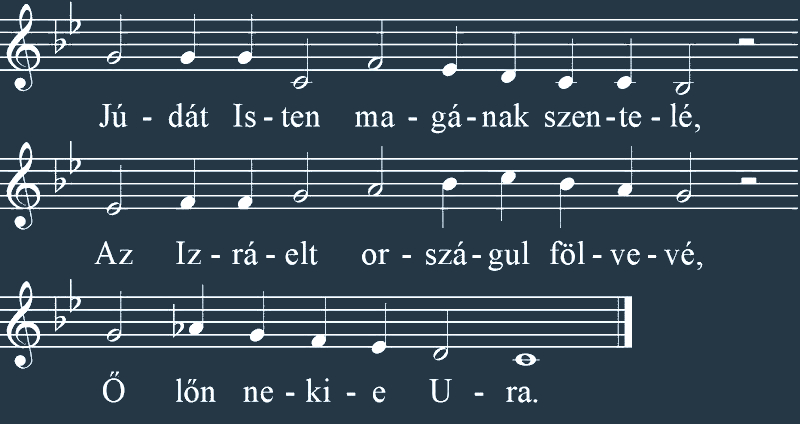 Jú - dát Is - ten ma - gá - nak szen - te - lé,
Az Iz - rá - elt or - szá - gul föl - ve - vé,
Ő lőn ne - ki - e U - ra.